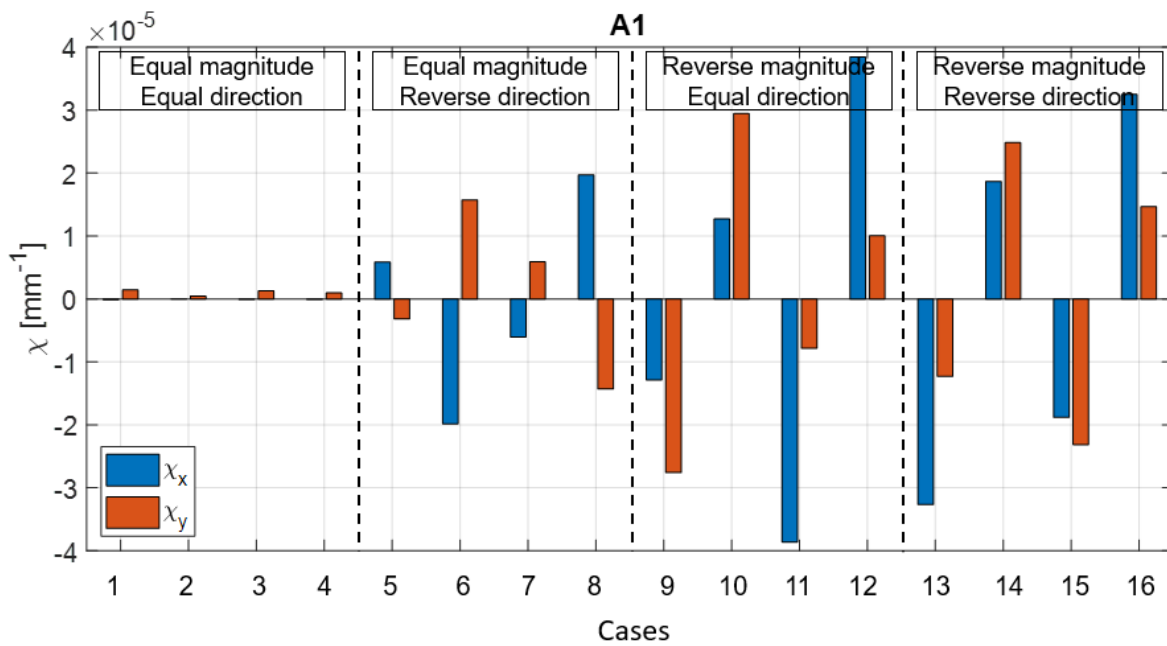 A1
×10⁻⁵
Equal magnitude
Equal direction
Equal magnitude
Reverse direction
Reverse magnitude
Equal direction
Reverse magnitude
Reverse direction
4
3
2
1
0
-1
-2
-3
-4
χ [mm⁻¹]
χₓ
χᵧ
1 2 3 4 5 6 7 8 9 10 11 12 13 14 15 16
Cases